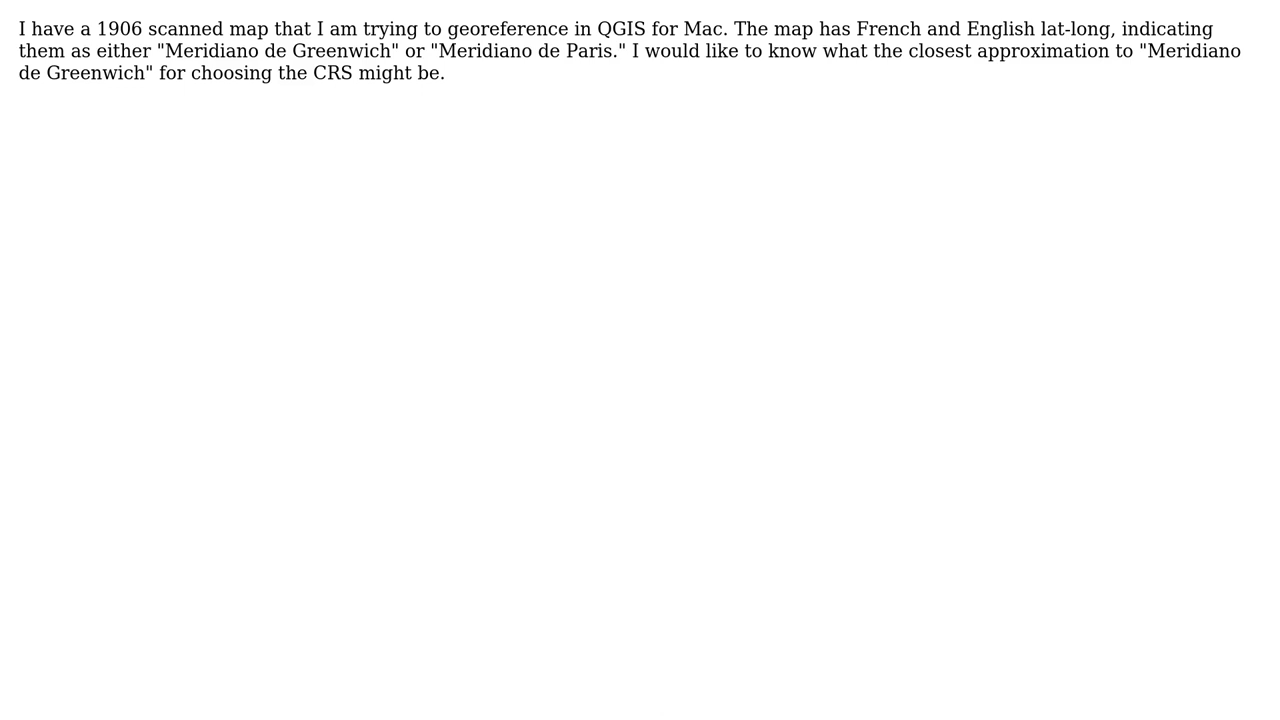 I have a 1906 scanned map that I am trying to georeference in QGIS for Mac. The map has French and English lat-long, indicating
them as either "Meridiano de Greenwich" or "Meridiano de Paris." I would like to know what the closest approximation to "Meridiano
de Greenwich" for choosing the CRS might be.